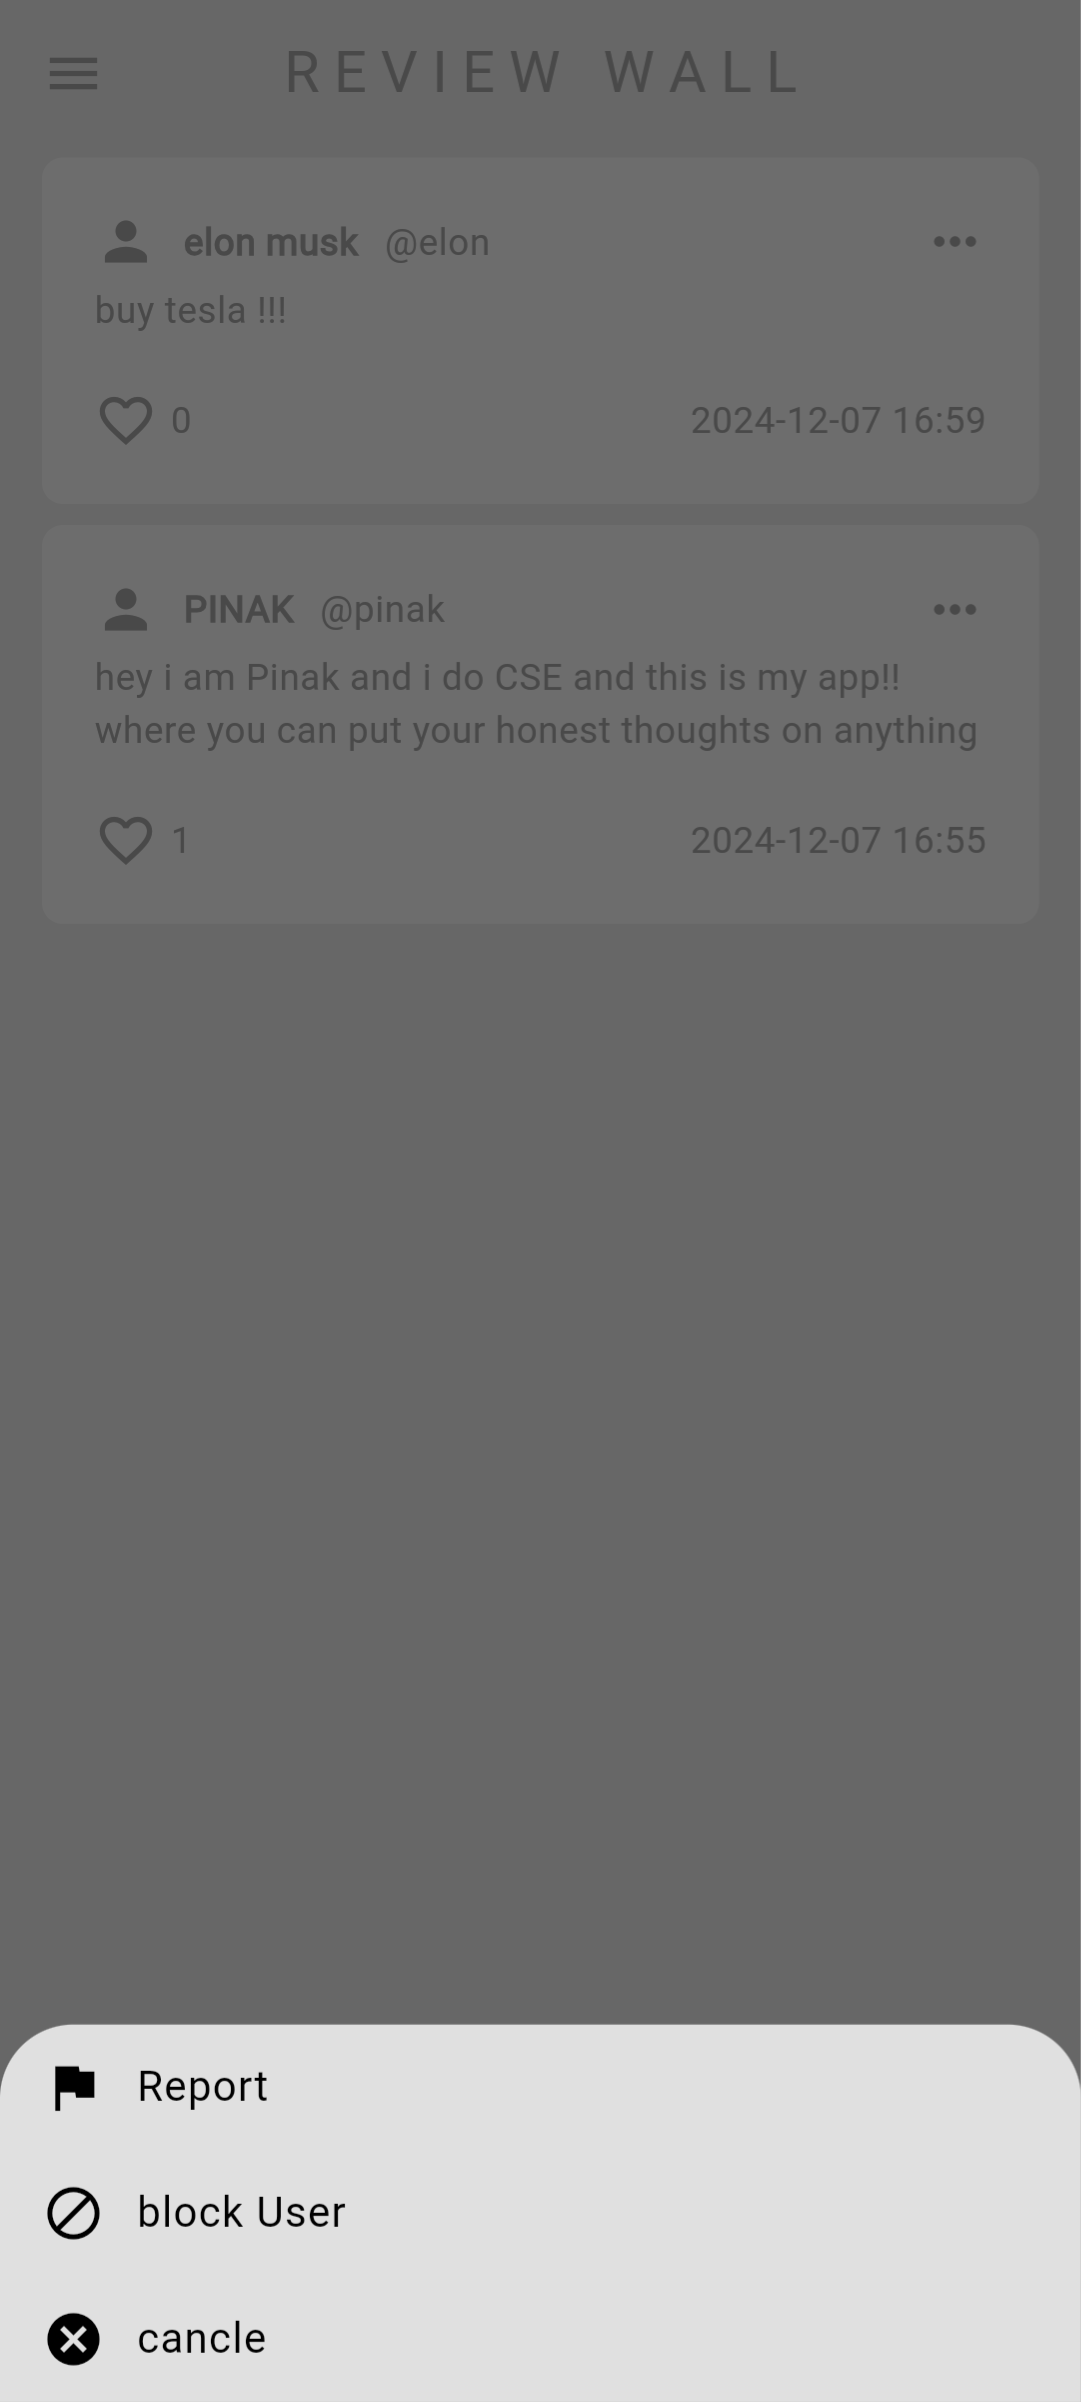 REVIEW WALL
elon musk @elon
buy tesla !!!
0 2024-12-07 16:59
PINAK @pinak
hey i am Pinak and i do CSE and this is my app!!
where you can put your honest thoughts on anything
1 2024-12-07 16:55
Report
block User
cancle